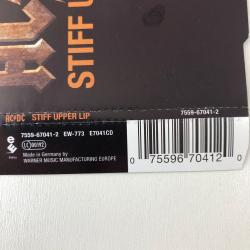 STIFF U
AC/DC STIFF UPPER LIP
7559-67041-2
7559-67041-2 EW-773 E7041CD
LC 00192
Made in Germany by
WARNER MUSIC MANUFACTURING EUROPE
0 75596 70412 0